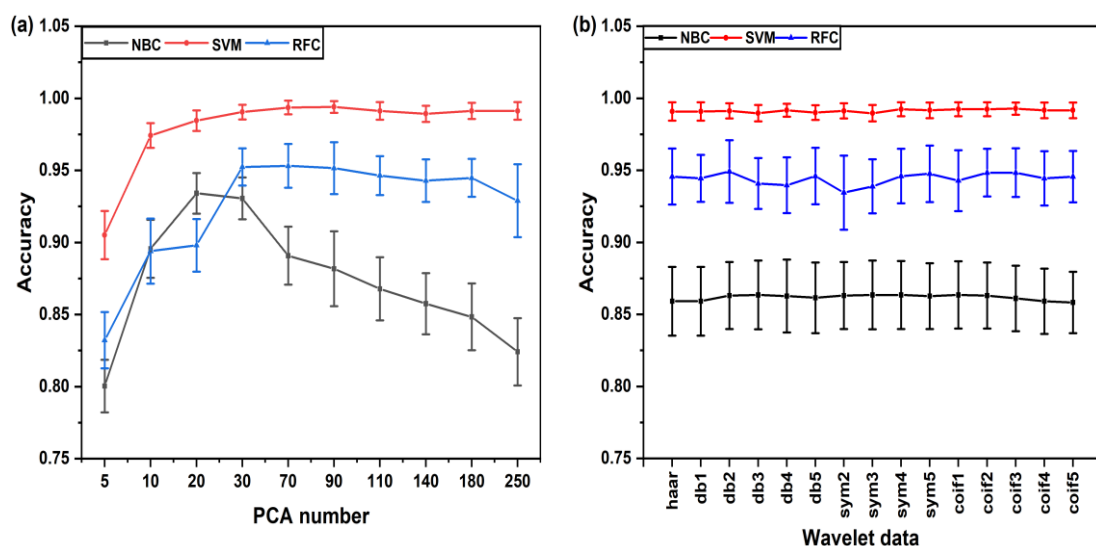 (a)
NBC SVM RFC
1.05
1.00
0.95
0.90
0.85
0.80
0.75
Accuracy
5 10 20 30 70 90 110 140 180 250
PCA number
(b)
NBC SVM RFC
1.05
1.00
0.95
0.90
0.85
0.80
0.75
Accuracy
haar db1 db2 db3 db4 db5 sym2 sym3 sym4 sym5 coif1 coif2 coif3 coif4 coif5
Wavelet data